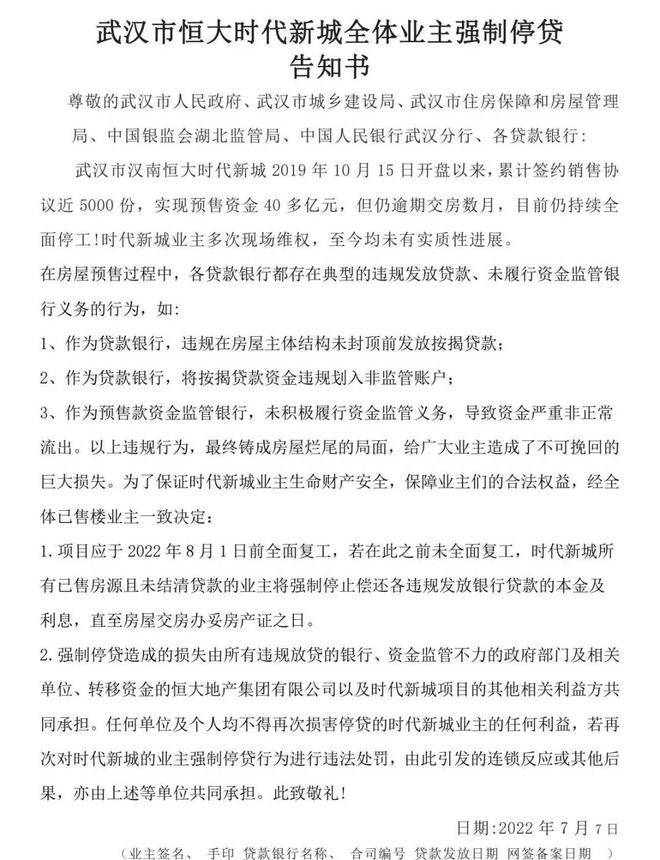 武汉市恒大时代新城全体业主强制停贷
告知书
尊敬的武汉市人民政府、武汉市城乡建设局、武汉市住房保障和房屋管理
局、中国银监会湖北监管局、中国人民银行武汉分行、各贷款银行:
武汉市汉南恒大时代新城 2019 年 10 月 15 日开盘以来，累计签约销售协
议近 5000 份，实现预售资金 40 多亿元，但仍逾期交房数月，目前仍持续全
面停工!时代新城业主多次现场维权，至今均未有实质性进展。
在房屋预售过程中，各贷款银行都存在典型的违规发放贷款、未履行资金监管银
行义务的行为，如:
1、作为贷款银行，违规在房屋主体结构未封顶前发放按揭贷款；
2、作为贷款银行，将按揭贷款资金违规划入非监管账户；
3、作为预售款资金监管银行，未积极履行资金监管义务，导致资金严重非正常
流出。以上违规行为，最终铸成房屋烂尾的局面，给广大业主造成了不可挽回的
巨大损失。为了保证时代新城业主生命财产安全，保障业主们的合法权益，经全
体已售楼业主一致决定：
1.项目应于 2022 年 8 月 1 日前全面复工，若在此之前未全面复工，时代新城所
有已售房源且未结清贷款的业主将强制停止偿还各违规发放银行贷款的本金及
利息，直至房屋交房办妥房产证之日。
2.强制停贷造成的损失由所有违规放贷的银行、资金监管不力的政府部门及相关
单位、转移资金的恒大地产集团有限公司以及时代新城项目的其他相关利益方共
同承担。任何单位及个人均不得再次损害停贷的时代新城业主的任何利益，若再
次对时代新城的业主强制停贷行为进行违法处罚，由此引发的连锁反应或其他后
果，亦由上述等单位共同承担。此致敬礼!
日期:2022 年 7 月 7 日
（业主签名、 手印 贷款银行名称、 合同编号 贷款发放日期 网签备案日期 ）